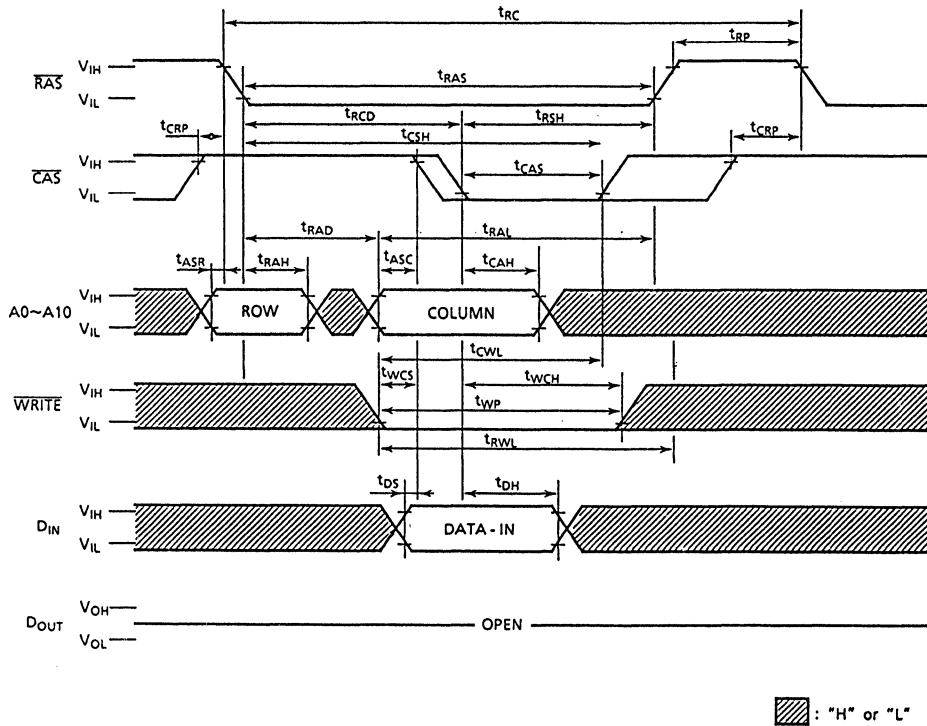 tRC
tRP
RAS
VIH
VIL
tRAS
tRCD
tRSH
tCRP
tCSH
tCRP
CAS
VIH
VIL
tCAS
tRAD
tRAL
tASR
tRAH
tASC
tCAH
A0~A10
VIH
VIL
ROW
COLUMN
tCWL
tWCS
tWCH
WRITE
VIH
VIL
tWP
tRWL
tDS
tDH
DIN
VIH
VIL
DATA - IN
DOUT
VOH
VOL
OPEN
: "H" or "L"